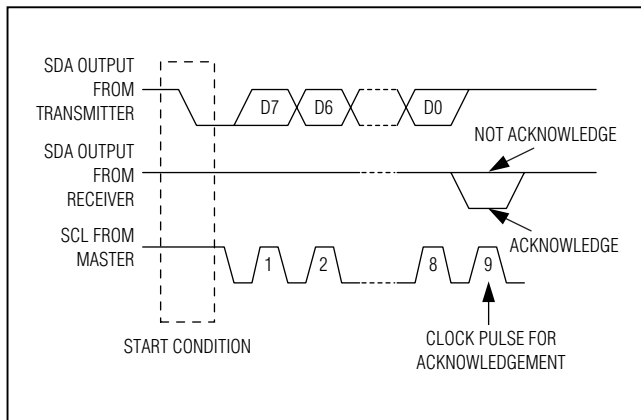 SDA OUTPUT
FROM
TRANSMITTER
D7
D6
D0
SDA OUTPUT
FROM
RECEIVER
NOT ACKNOWLEDGE
ACKNOWLEDGE
SCL FROM
MASTER
1
2
8
9
START CONDITION
CLOCK PULSE FOR
ACKNOWLEDGEMENT